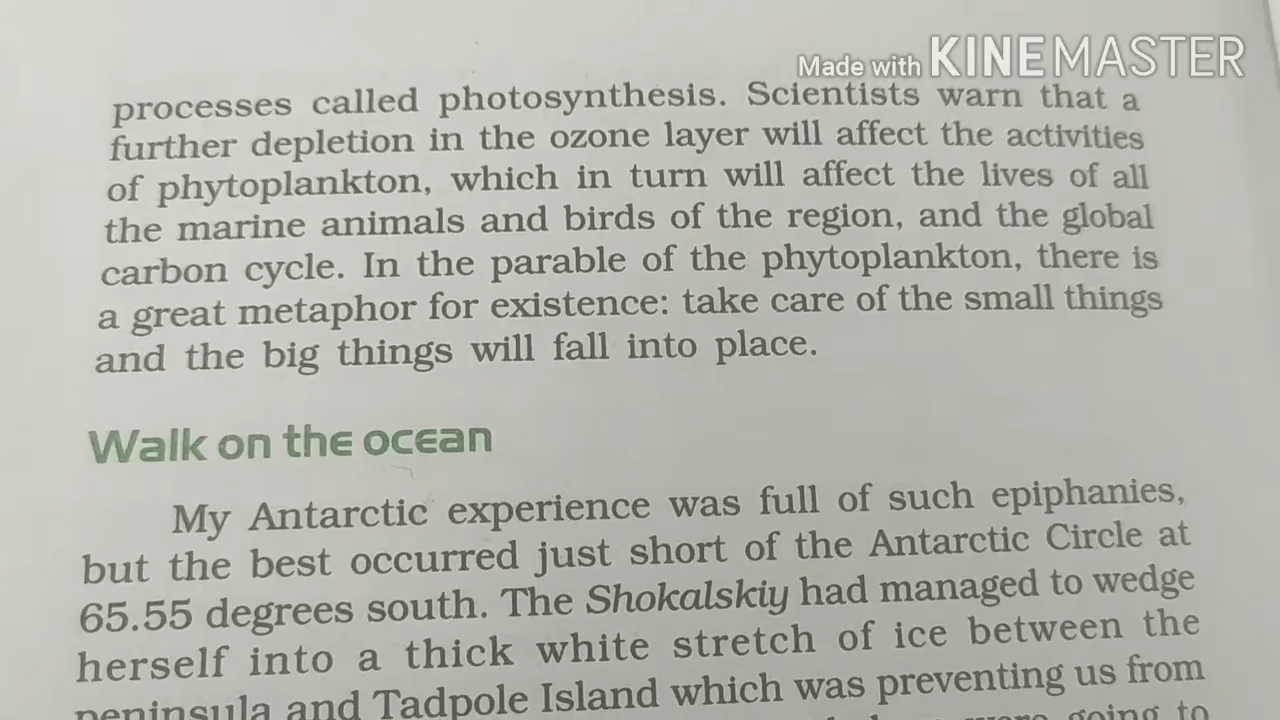 Made with KINEMASTER
processes called photosynthesis. Scientists warn that a
further depletion in the ozone layer will affect the activities
of phytoplankton, which in turn will affect the lives of all
the marine animals and birds of the region, and the global
carbon cycle. In the parable of the phytoplankton, there is
a great metaphor for existence: take care of the small things
and the big things will fall into place.
Walk on the ocean
My Antarctic experience was full of such epiphanies,
but the best occurred just short of the Antarctic Circle at
65.55 degrees south. The Shokalskiy had managed to wedge
herself into a thick white stretch of ice between the
peninsula and Tadpole Island which was preventing us from
going to